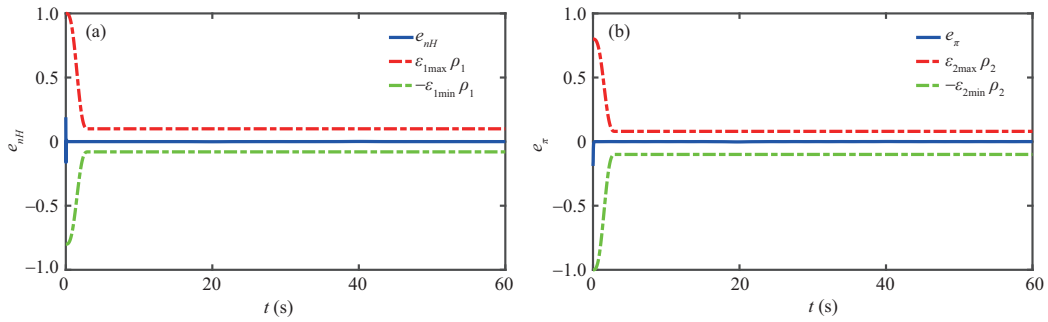 (a)
e_{nH}
ε_{1max} ρ_1
−ε_{1min} ρ_1
1.0
0.5
0
−0.5
−1.0
e_{nH}
0 20 40 60
t (s)
(b)
e_π
ε_{2max} ρ_2
−ε_{2min} ρ_2
1.0
0.5
0
−0.5
−1.0
e_π
0 20 40 60
t (s)